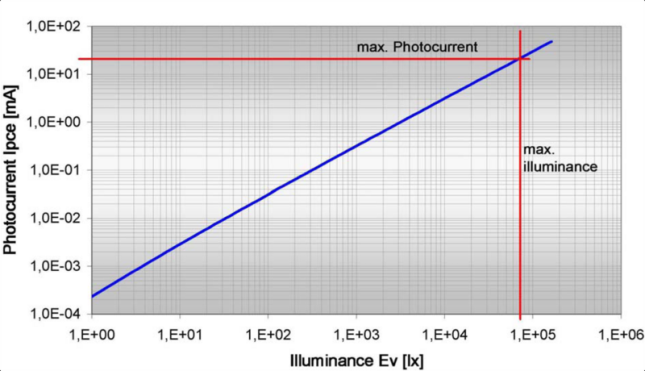 1,0E+02
1,0E+01
1,0E+00
1,0E-01
1,0E-02
1,0E-03
1,0E-04
Photocurrent Ipce [mA]
max. Photocurrent
max.
illuminance
1,E+00 1,E+01 1,E+02 1,E+03 1,E+04 1,E+05 1,E+06
Illuminance Ev [lx]